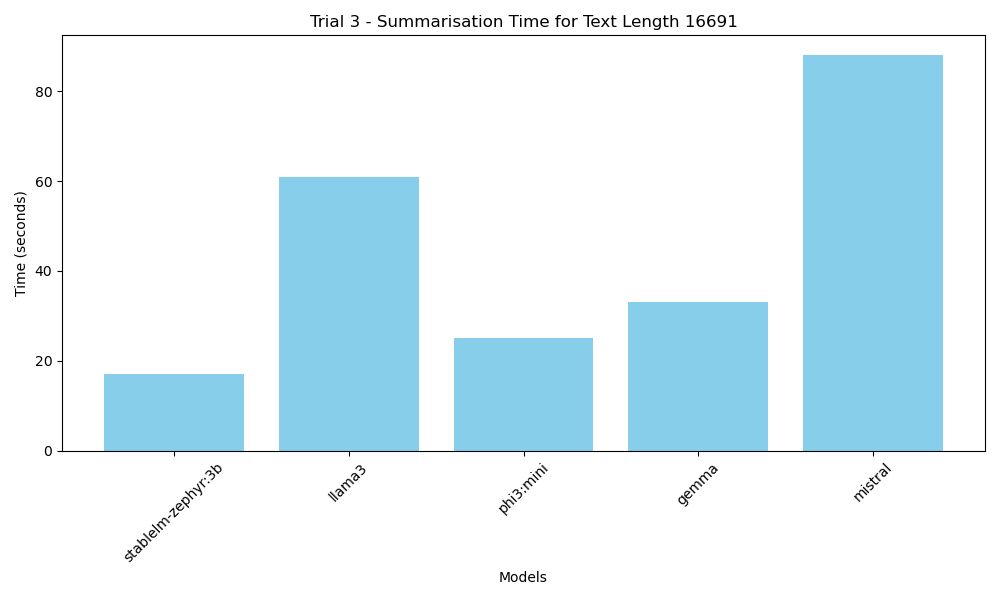 Trial 3 - Summarisation Time for Text Length 16691
Time (seconds)
80
60
40
20
0
stablelm-zephyr:3b
llama3
phi3:mini
gemma
mistral
Models